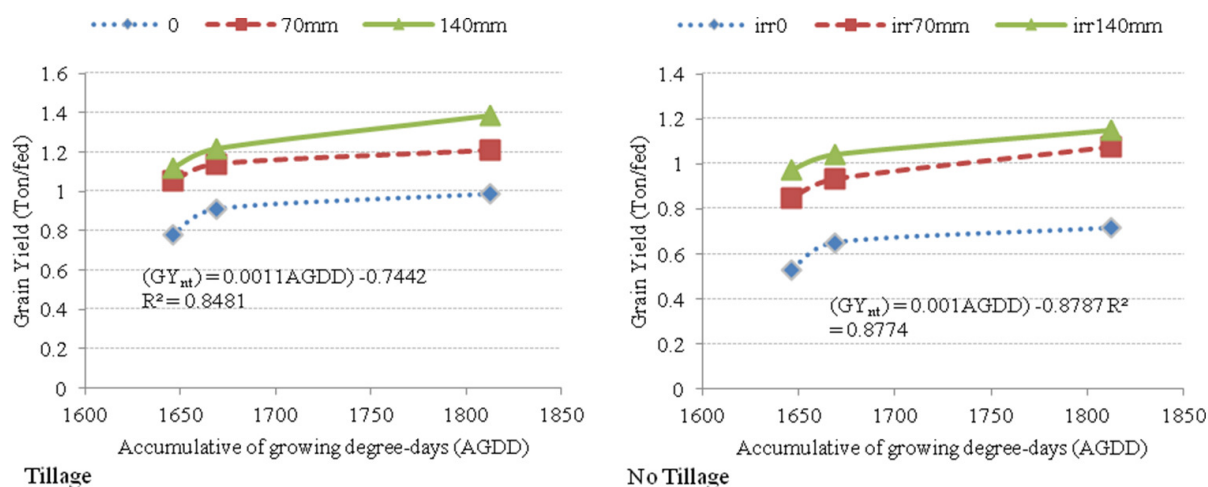 0 70mm 140mm
1.6
1.4
1.2
1
0.8
0.6
0.4
0.2
0
Grain Yield (Ton/fed)
(GYnt) = 0.0011AGDD) -0.7442
R² = 0.8481
1600 1650 1700 1750 1800 1850
Accumulative of growing degree-days (AGDD)
Tillage
irr0 irr70mm irr140mm
1.4
1.2
1
0.8
0.6
0.4
0.2
0
Grain Yield (Ton/fed)
(GYnt) = 0.001AGDD) -0.8787 R²
= 0.8774
1600 1650 1700 1750 1800 1850
Accumulative of growing degree-days (AGDD)
No Tillage